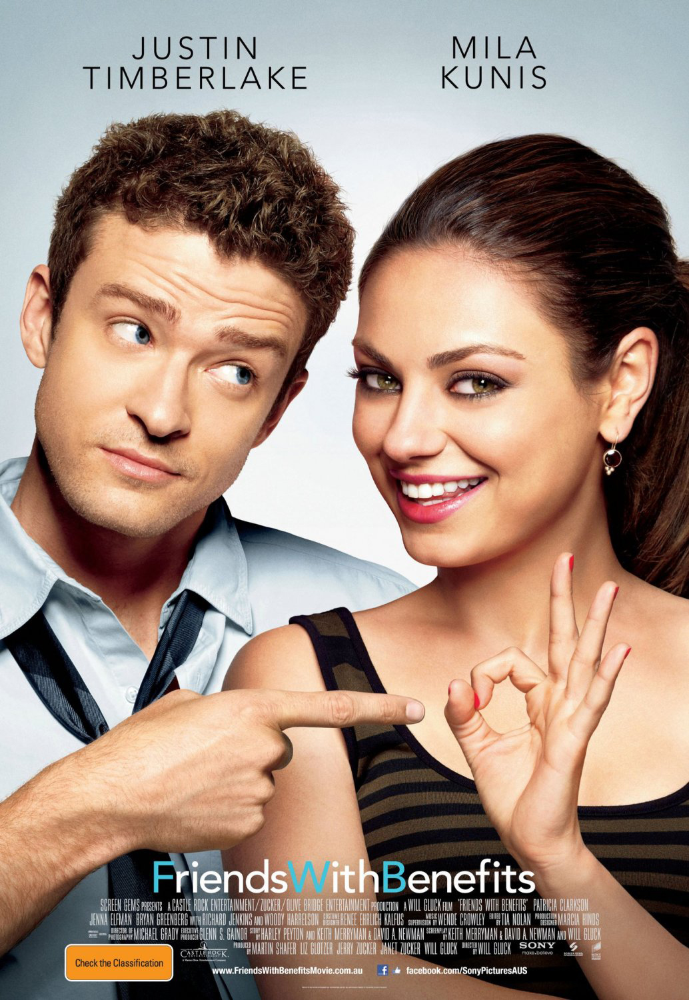 JUSTIN
TIMBERLAKE
MILA
KUNIS
FriendsWithBenefits
SCREEN GEMS PRESENTS A CASTLE ROCK ENTERTAINMENT/ZUCKER/OLIVE BRIDGE ENTERTAINMENT PRODUCTION A WILL GLUCK FILM "FRIENDS WITH BENEFITS" PATRICIA CLARKSON
JENNA ELFMAN BRYAN GREENBERG WITH RICHARD JENKINS AND WOODY HARRELSON COSTUME DESIGNER RENEE EHRLICH KALFUS MUSIC SUPERVISION BY WENDE CROWLEY EDITED BY TIA NOLAN PRODUCTION DESIGNER MARCIA HINDS
DIRECTOR OF PHOTOGRAPHY MICHAEL GRADY EXECUTIVE PRODUCER GLENN S. GAINOR STORY BY HARLEY PEYTON AND KEITH MERRYMAN & DAVID A. NEWMAN SCREENPLAY BY KEITH MERRYMAN & DAVID A. NEWMAN AND WILL GLUCK
CASTLE ROCK
ENTERTAINMENT
PRODUCED BY MARTIN SHAFER LIZ GLOTZER JERRY ZUCKER JANET ZUCKER WILL GLUCK DIRECTED BY WILL GLUCK SONY
make.believe
SCREEN GEMS
Check the Classification
www.FriendsWithBenefitsMovie.com.au facebook.com/SonyPicturesAUS